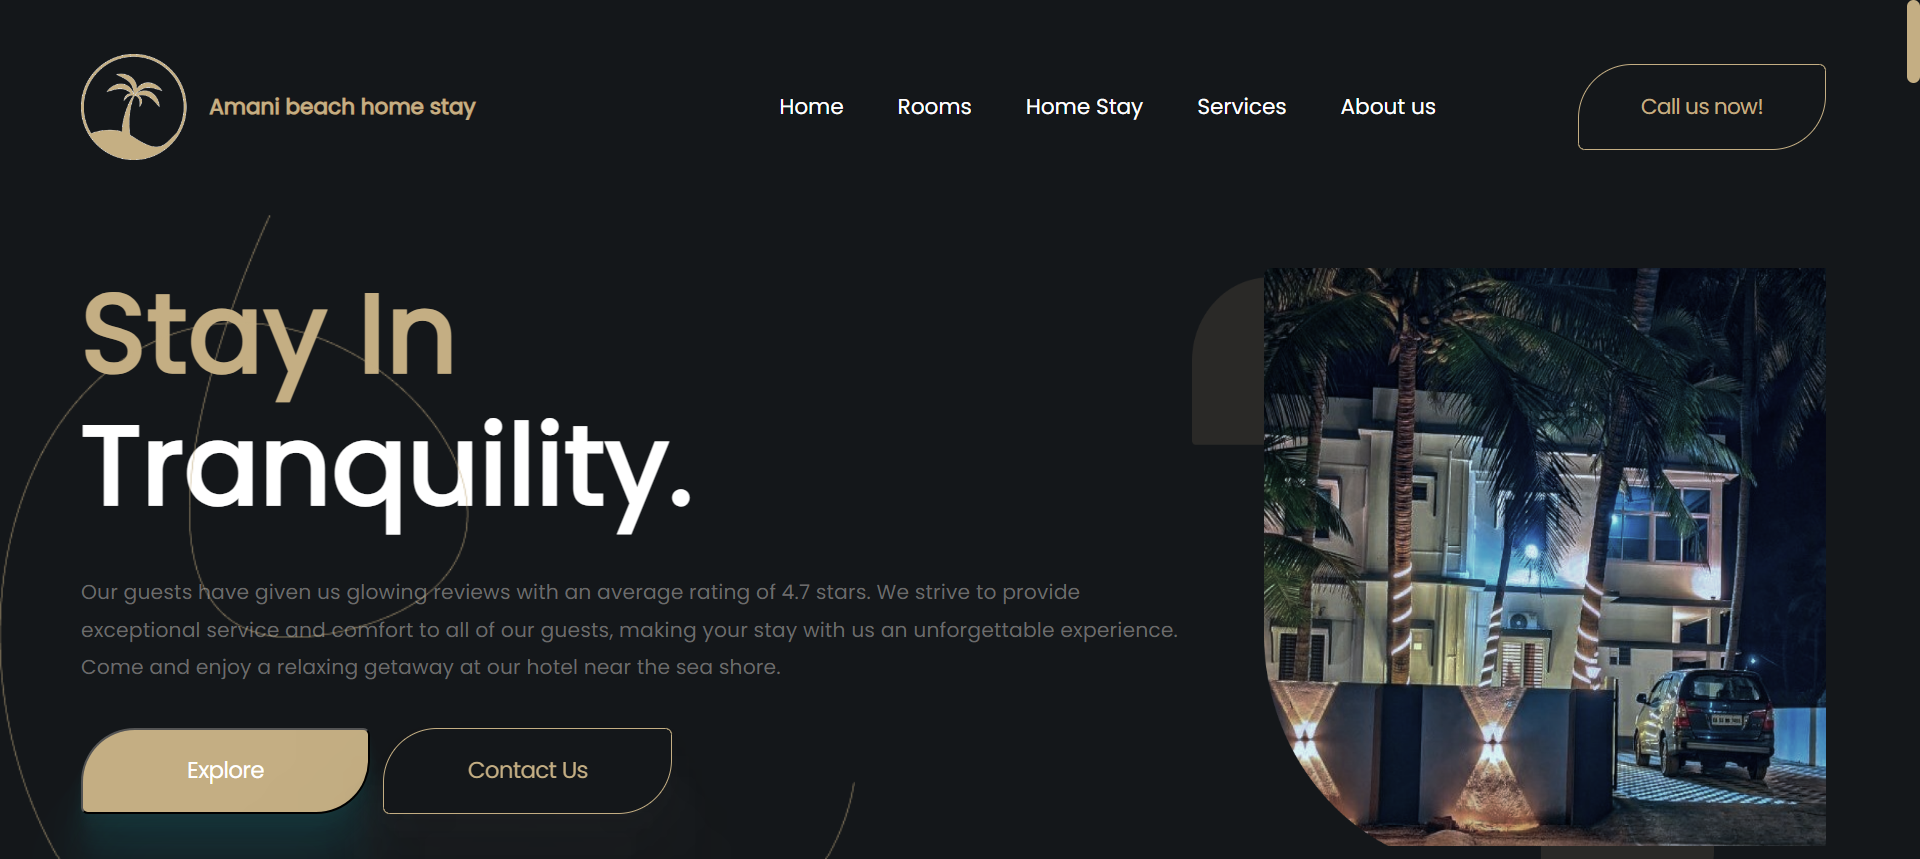 Amani beach home stay
Home
Rooms
Home Stay
Services
About us
Call us now!
Stay In
Tranquility.
Our guests have given us glowing reviews with an average rating of 4.7 stars. We strive to provide
exceptional service and comfort to all of our guests, making your stay with us an unforgettable experience.
Come and enjoy a relaxing getaway at our hotel near the sea shore.
Explore
Contact Us